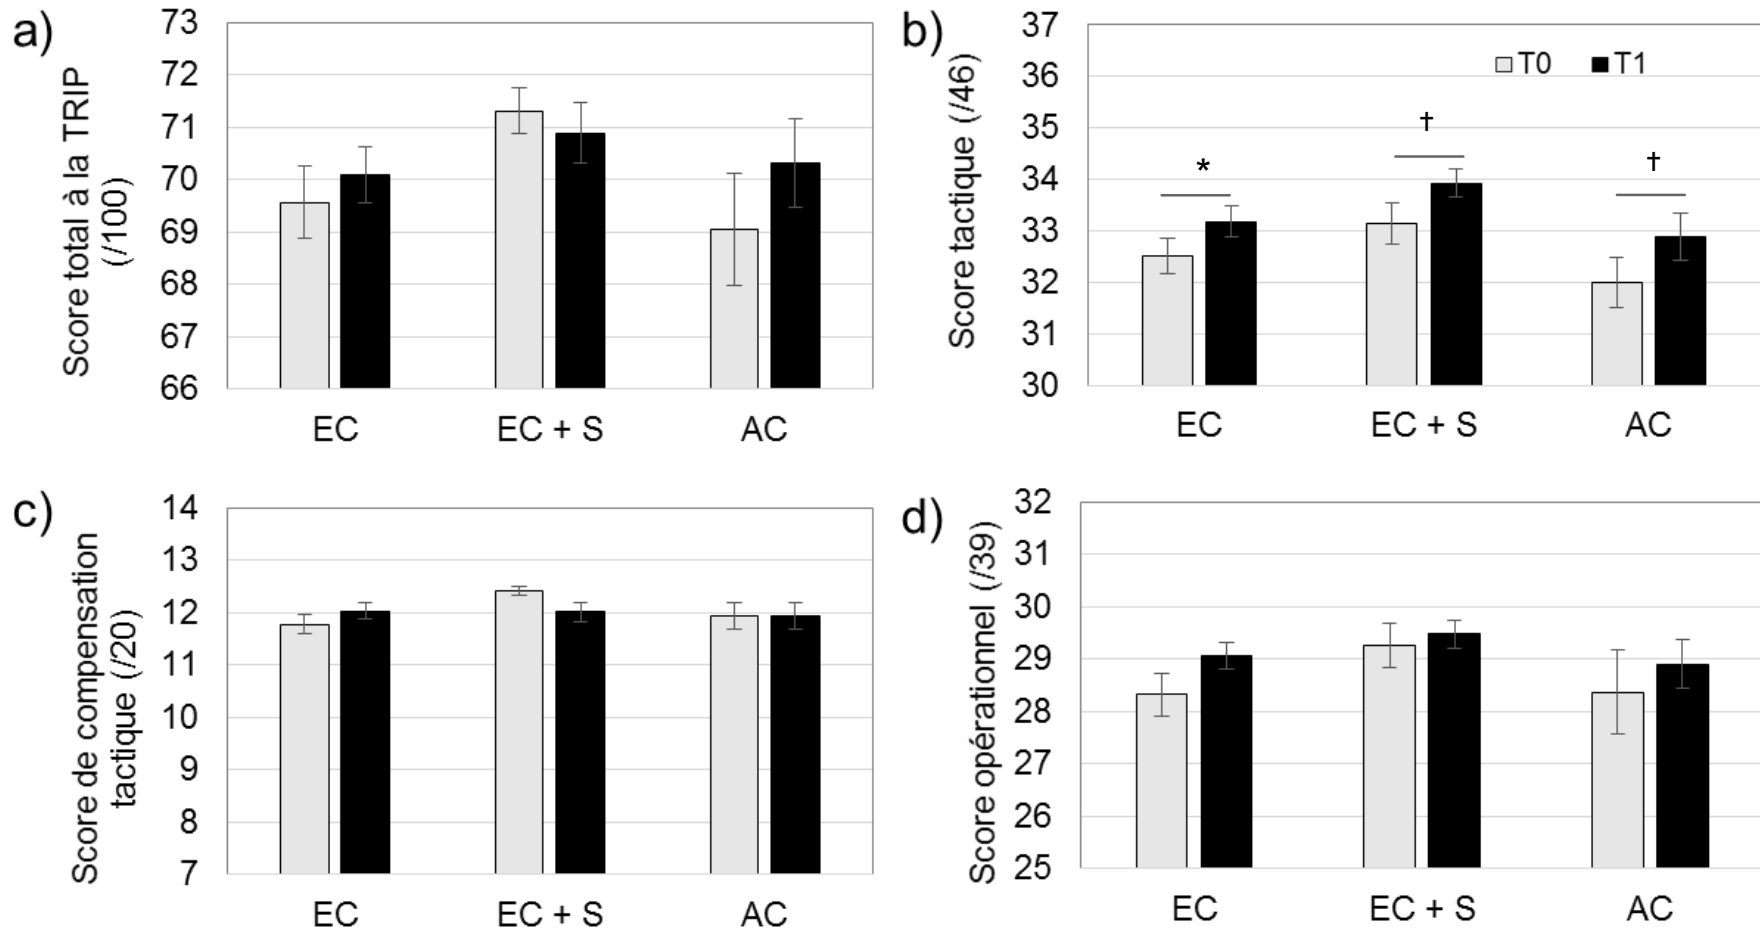 a)
Score total à la TRIP
(/100)
73
72
71
70
69
68
67
66
EC
EC + S
AC
b)
Score tactique (/46)
37
36
35
34
33
32
31
30
T0
T1
*
†
†
EC
EC + S
AC
c)
Score de compensation
tactique (/20)
14
13
12
11
10
9
8
7
EC
EC + S
AC
d)
Score opérationnel (/39)
32
31
30
29
28
27
26
25
EC
EC + S
AC